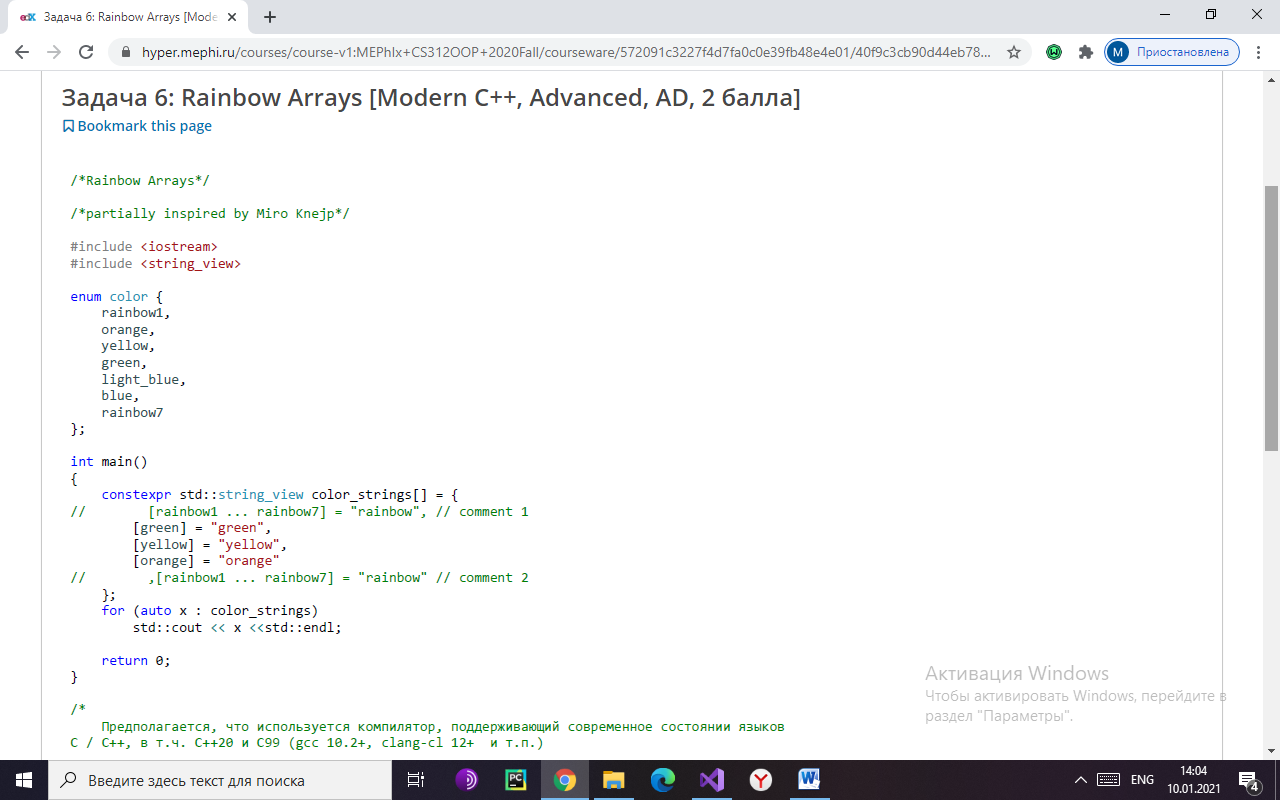 Задача 6: Rainbow Arrays [Mode
hyper.mephi.ru/courses/course-v1:MEPhIx+CS312OOP+2020Fall/courseware/572091c3227f4d7fa0c0e39fb48e4e01/40f9c3cb90d44eb78...
М Приостановлена
Задача 6: Rainbow Arrays [Modern C++, Advanced, AD, 2 балла]
Bookmark this page
/*Rainbow Arrays*/
/*partially inspired by Miro Knejp*/
#include <iostream>
#include <string_view>
enum color {
rainbow1,
orange,
yellow,
green,
light_blue,
blue,
rainbow7
};
int main()
{
constexpr std::string_view color_strings[] = {
// [rainbow1 ... rainbow7] = "rainbow", // comment 1
[green] = "green",
[yellow] = "yellow",
[orange] = "orange"
// ,[rainbow1 ... rainbow7] = "rainbow" // comment 2
};
for (auto x : color_strings)
std::cout << x <<std::endl;
return 0;
}
/*
Предполагается, что используется компилятор, поддерживающий современное состоянии языков
C / C++, в т.ч. C++20 и C99 (gcc 10.2+, clang-cl 12+ и т.п.)
Активация Windows
Чтобы активировать Windows, перейдите в
раздел "Параметры".
Введите здесь текст для поиска
ENG
14:04
10.01.2021
4